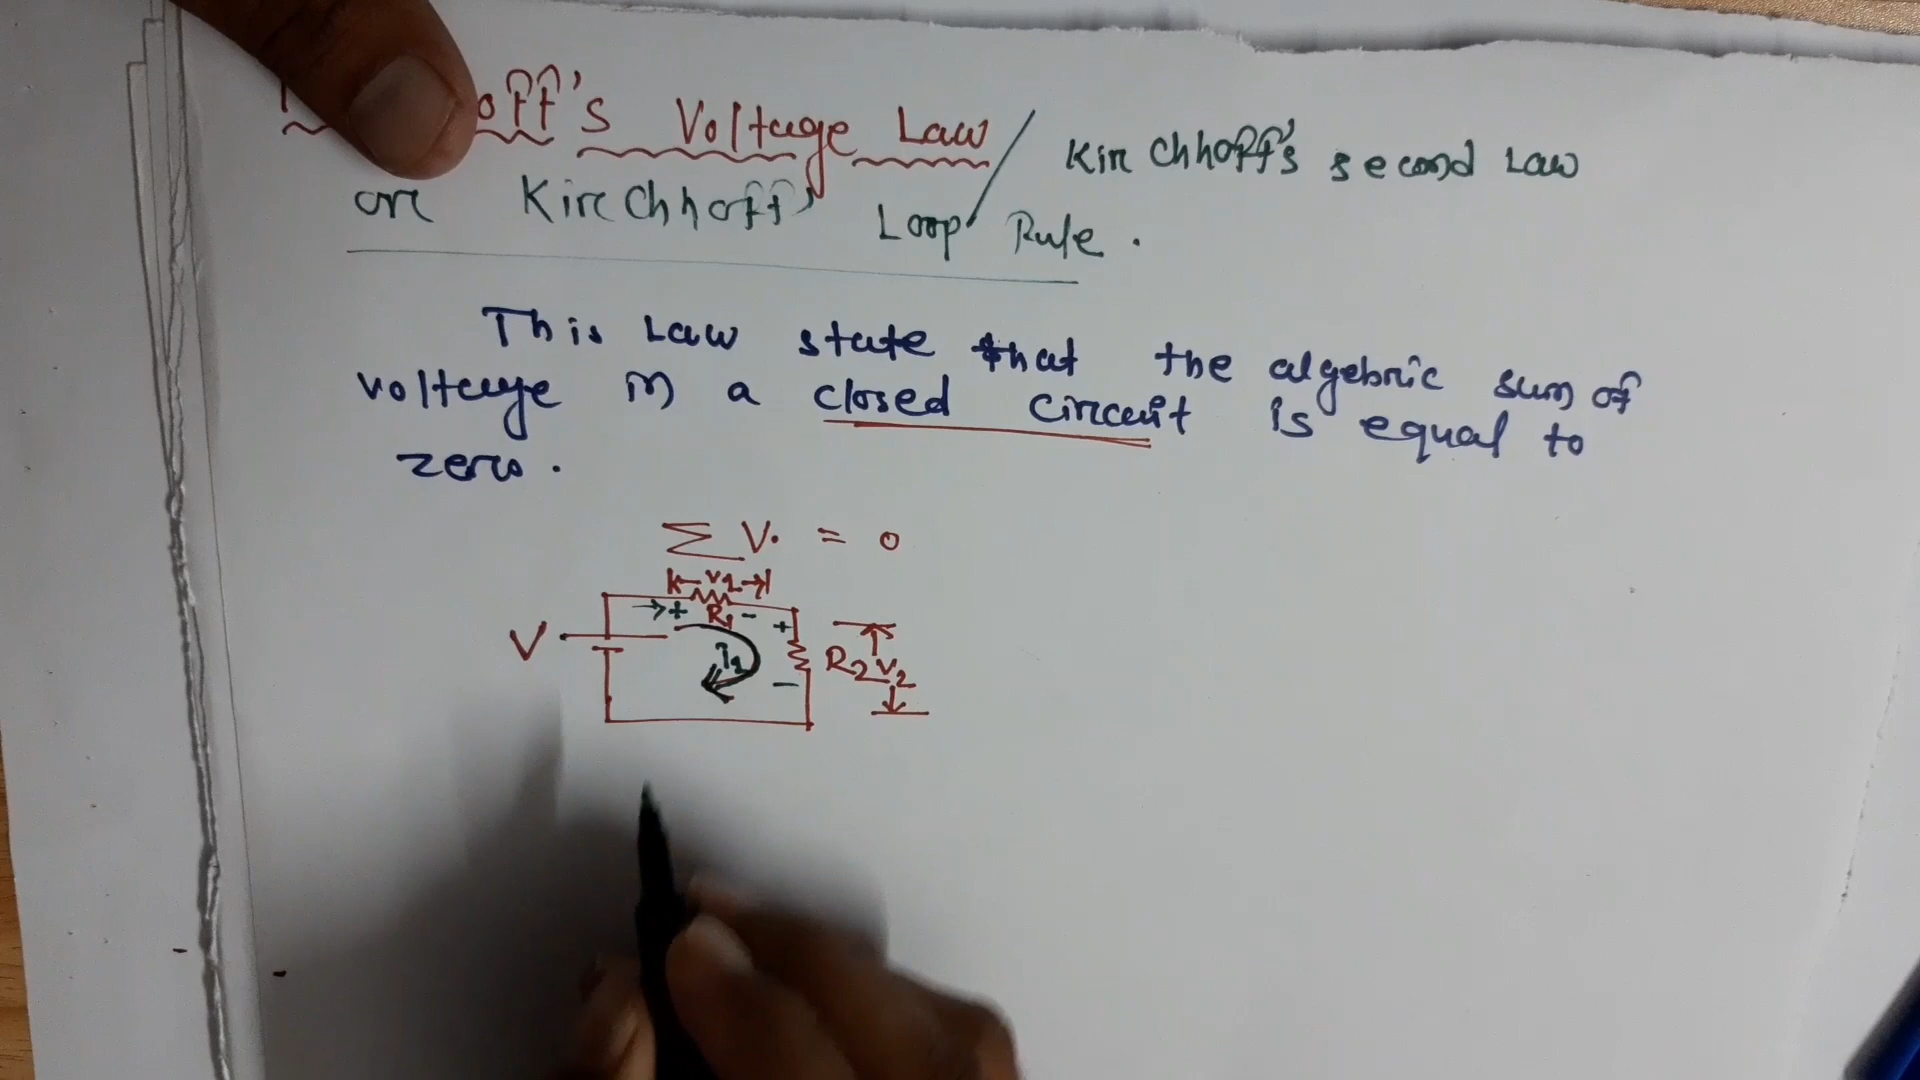 Voltage Law / Kirchhoff's second Law
or Kirchhoff' Loop Rule.
This Law state that the algebric sum of
voltage in a closed circuit is equal to
zero.
∑ V. = 0
V1
+ R1 -
V I1 + R2 V2
-